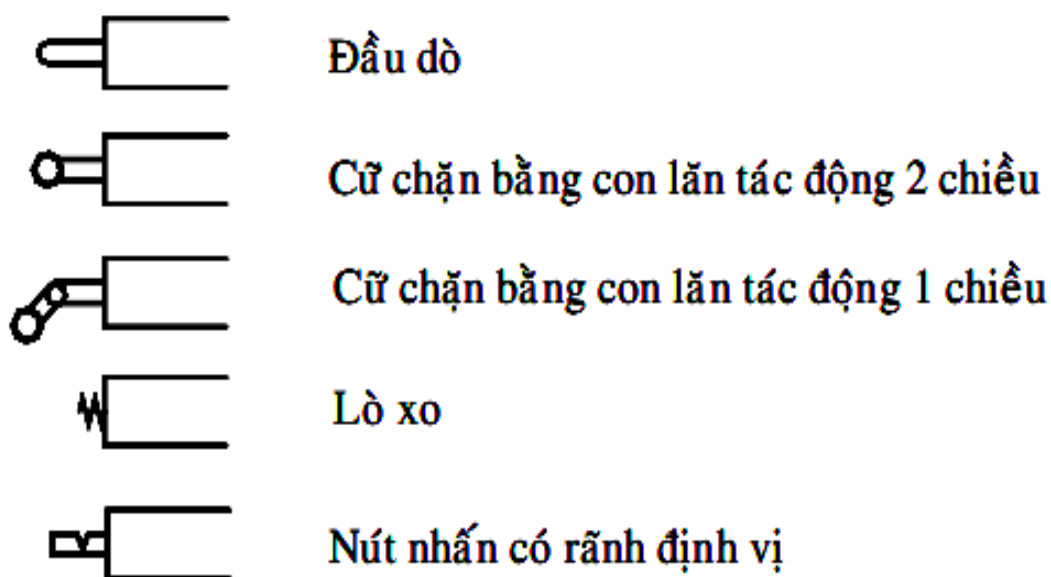 Đầu dò
Cữ chặn bằng con lăn tác động 2 chiều
Cữ chặn bằng con lăn tác động 1 chiều
Lò xo
Nút nhấn có rãnh định vị